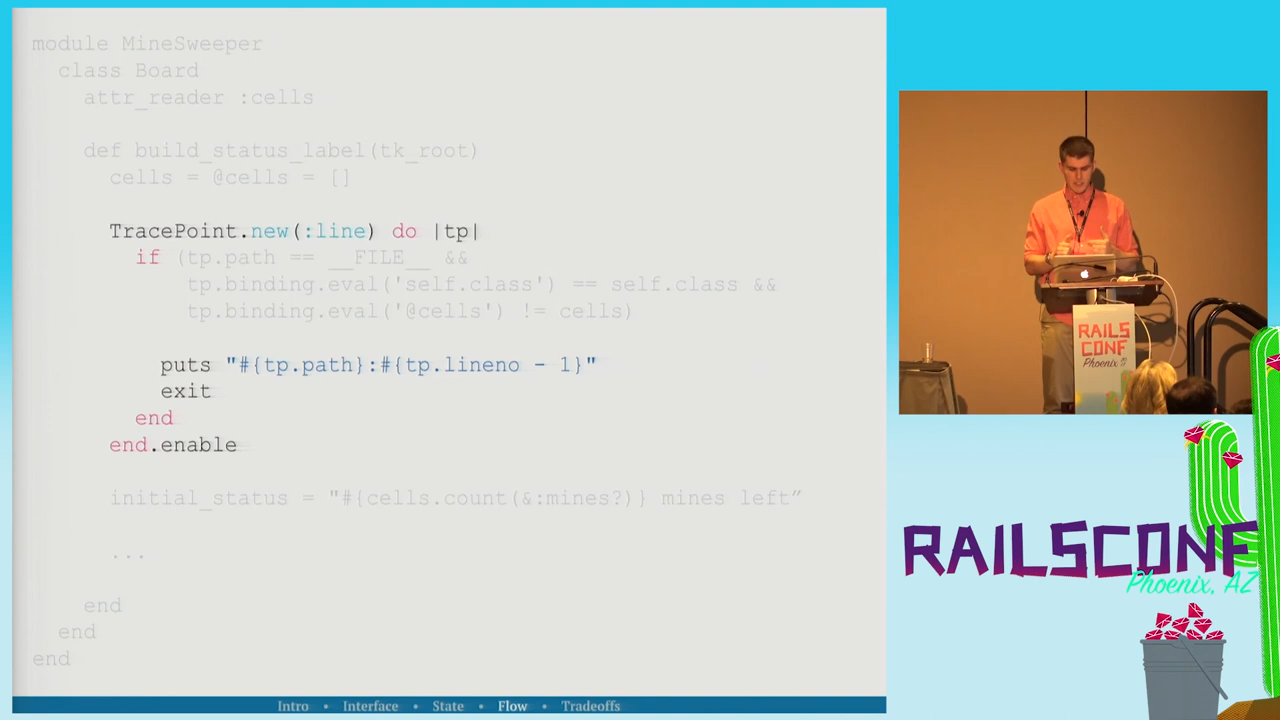 module MineSweeper
class Board
attr_reader :cells
def build_status_label(tk_root)
cells = @cells = []
TracePoint.new(:line) do |tp|
if (tp.path == __FILE__ &&
tp.binding.eval('self.class') == self.class &&
tp.binding.eval('@cells') != cells)
puts "#{tp.path}:#{tp.lineno - 1}"
exit
end
end.enable
initial_status = "#{cells.count(&:mines?)} mines left”
...
end
end
end
Intro • Interface • State • Flow • Tradeoffs
RAILS
CONF
Phoenix
RAILSCONF
Phoenix, AZ